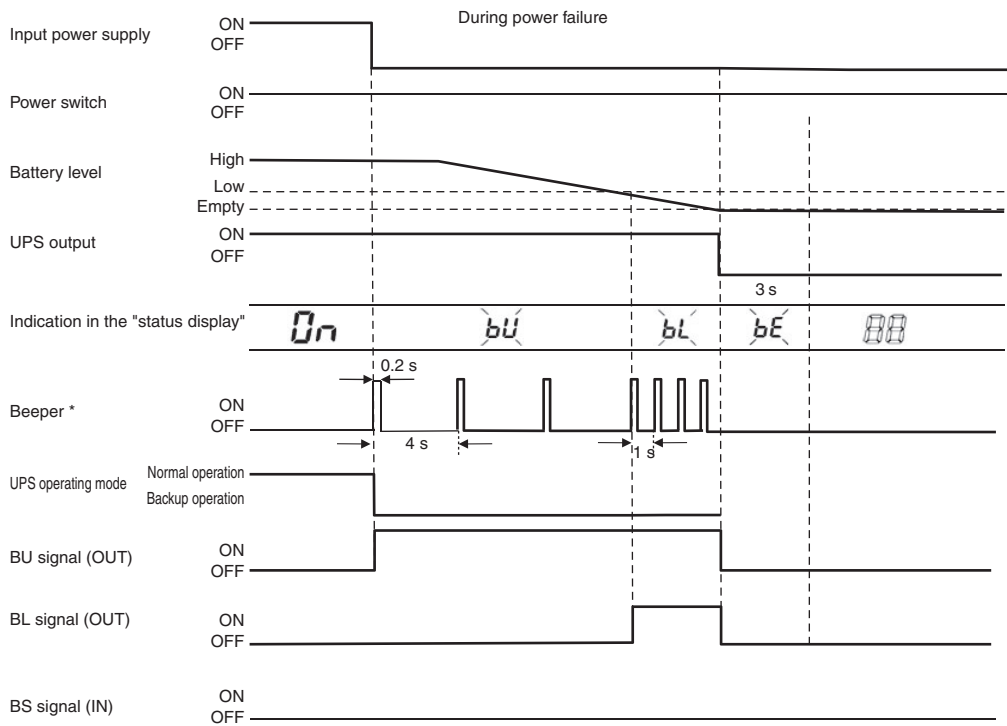 During power failure
Input power supply ON
OFF
Power switch ON
OFF
Battery level High
Low
Empty
UPS output ON
OFF
3 s
Indication in the "status display" On bU bL bE 88
0.2 s
Beeper * ON
OFF
4 s 1 s
UPS operating mode Normal operation
Backup operation
BU signal (OUT) ON
OFF
BL signal (OUT) ON
OFF
BS signal (IN) ON
OFF